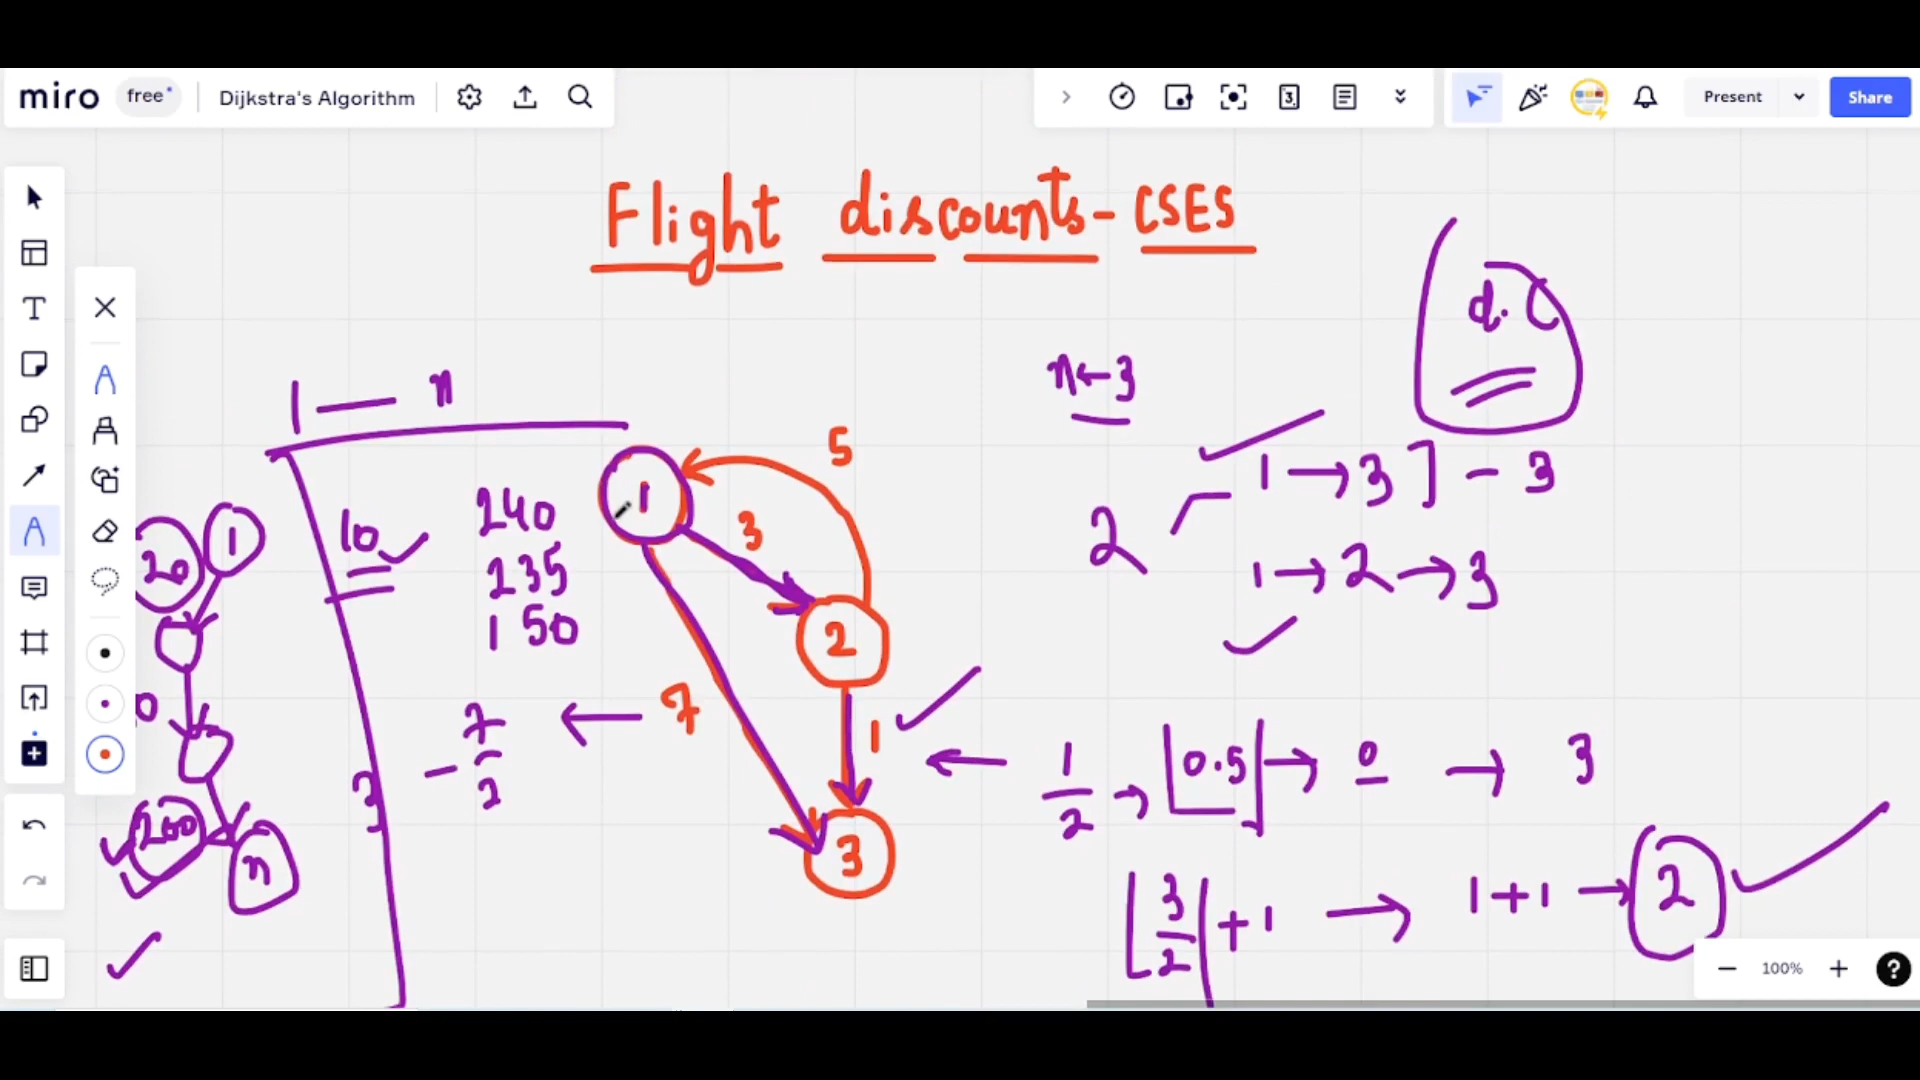 miro free Dijkstra's Algorithm
3 Present Share
Flight discounts - CSES
d. C
1 — n
n ← 3
5
1 → 3 ] - 3
1
3
10
240
20 1
2
235
1 → 2 → 3
150
2
7
7
- 2
1
0
1/2 → ⌊0.5⌋ → 0 → 3
200
3
n
⌊3/2⌋ + 1 → 1 + 1 → 2
100%